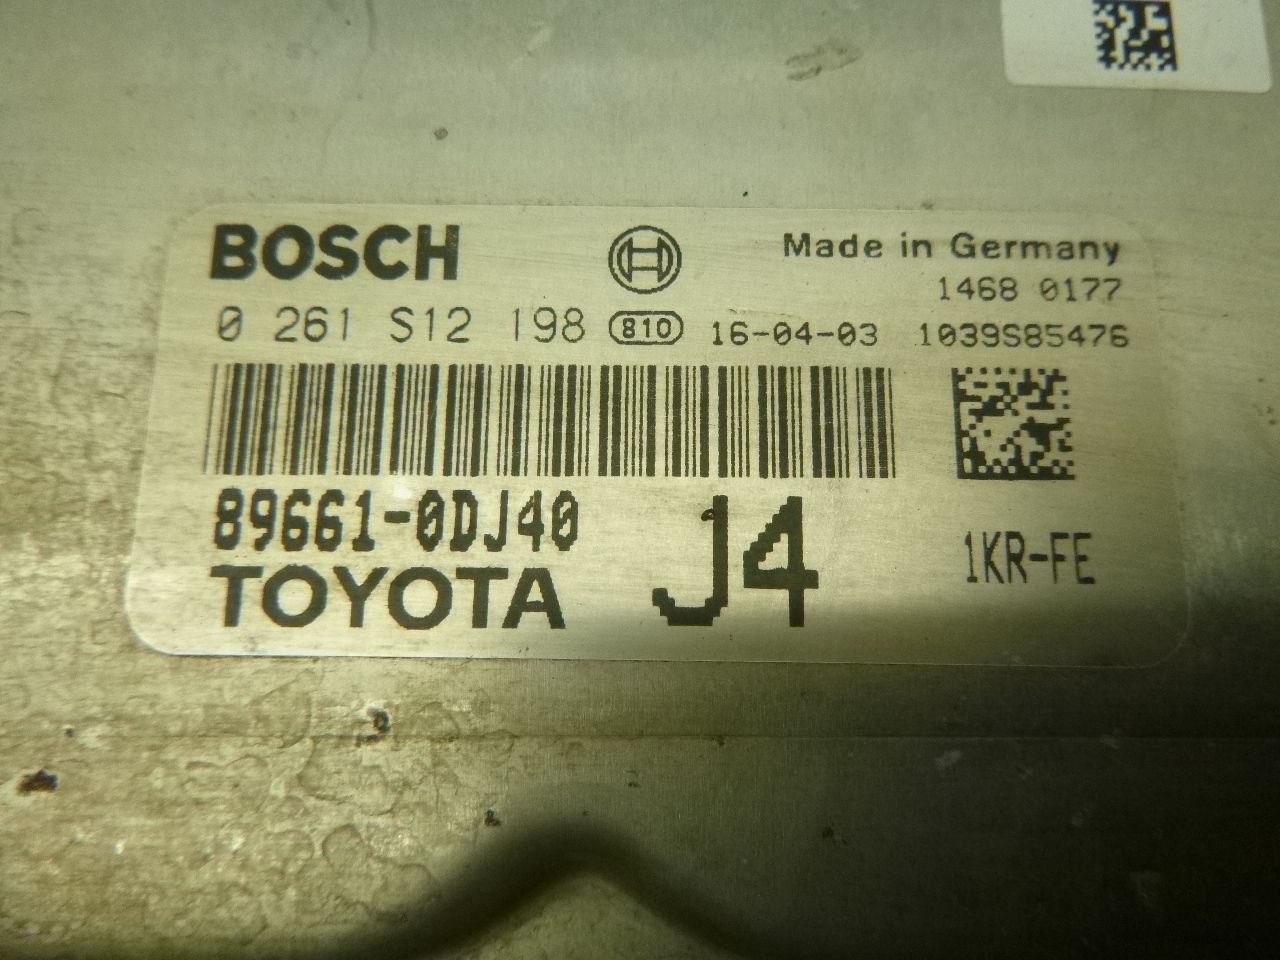 BOSCH Made in Germany
1468 0177
0 261 S12 198 810 16-04-03 1039S85476
89661-0DJ40 J4 1KR-FE
TOYOTA